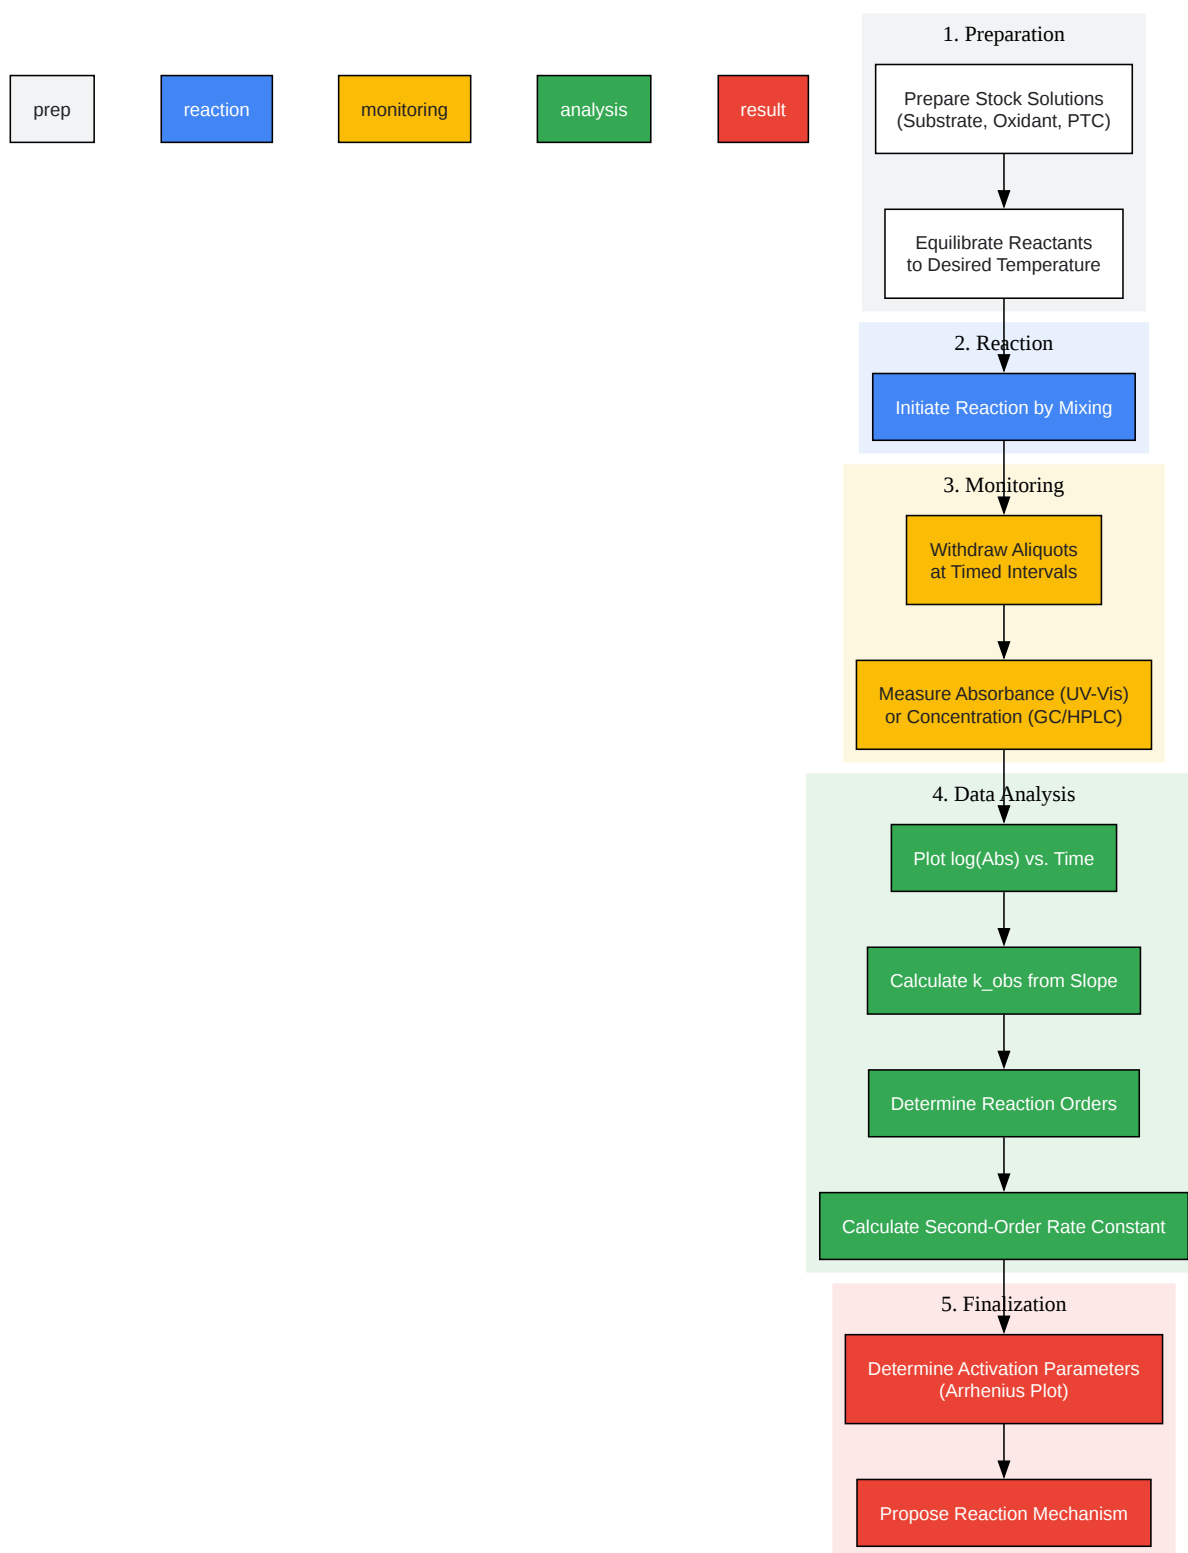 prep
reaction
monitoring
analysis
result
1. Preparation
Prepare Stock Solutions
(Substrate, Oxidant, PTC)
Equilibrate Reactants
to Desired Temperature
2. Reaction
Initiate Reaction by Mixing
3. Monitoring
Withdraw Aliquots
at Timed Intervals
Measure Absorbance (UV-Vis)
or Concentration (GC/HPLC)
4. Data Analysis
Plot log(Abs) vs. Time
Calculate k_obs from Slope
Determine Reaction Orders
Calculate Second-Order Rate Constant
5. Finalization
Determine Activation Parameters
(Arrhenius Plot)
Propose Reaction Mechanism